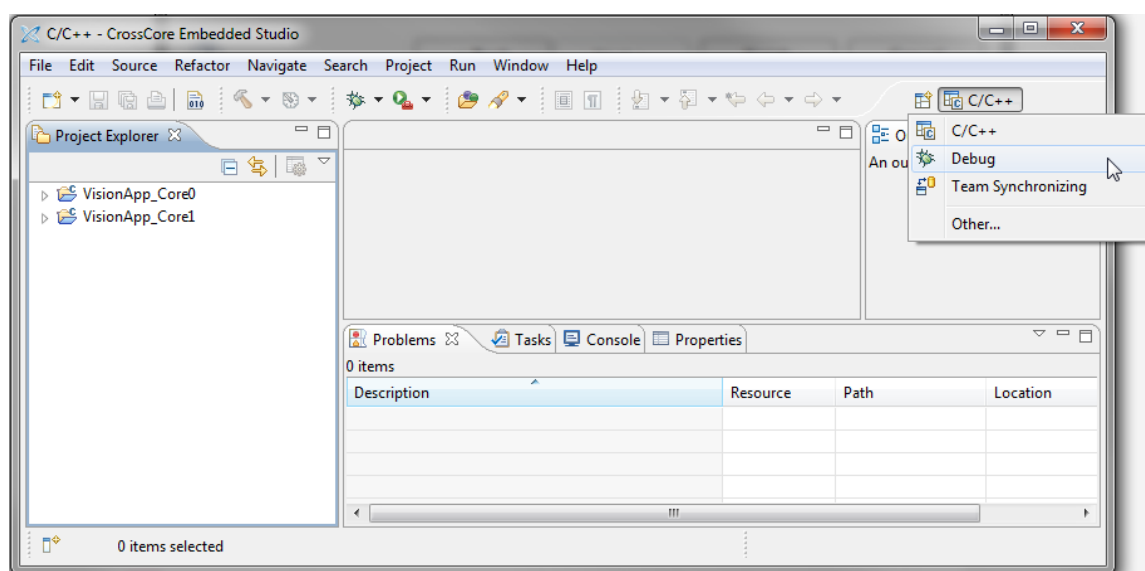 C/C++ - CrossCore Embedded Studio
File Edit Source Refactor Navigate Search Project Run Window Help
010
C/C++
Project Explorer
C/C++
Debug
Team Synchronizing
Other...
An ou
VisionApp_Core0
VisionApp_Core1
Problems Tasks Console Properties
0 items
Description Resource Path Location
0 items selected